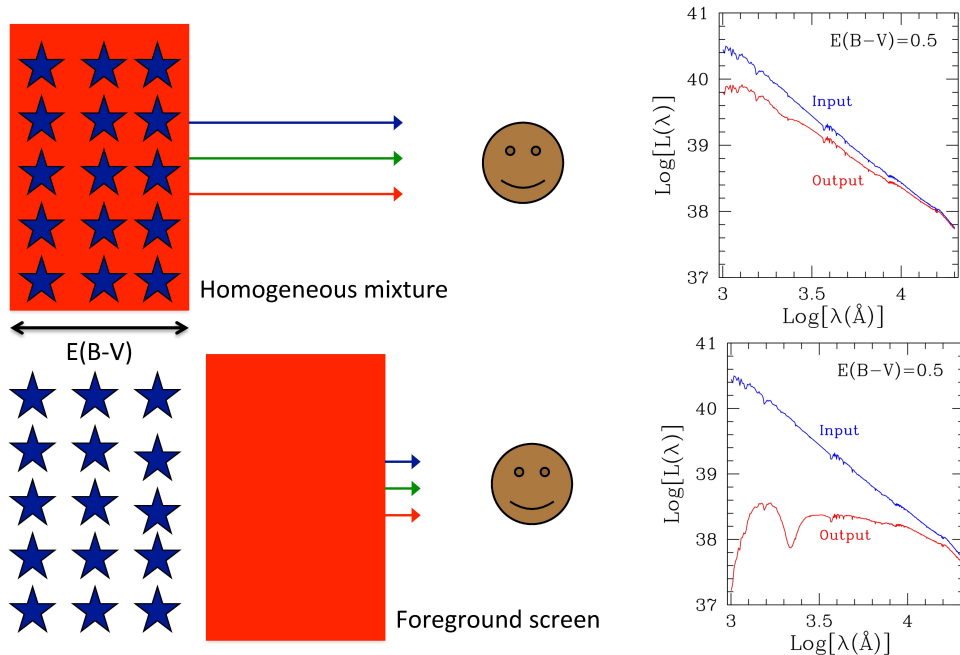 Homogeneous mixture
E(B-V)
Foreground screen
E(B−V)=0.5
Input
Output
Log[L(λ)]
41
40
39
38
37
3
3.5
4
Log[λ(Å)]
E(B−V)=0.5
Input
Output
Log[L(λ)]
41
40
39
38
37
3
3.5
4
Log[λ(Å)]